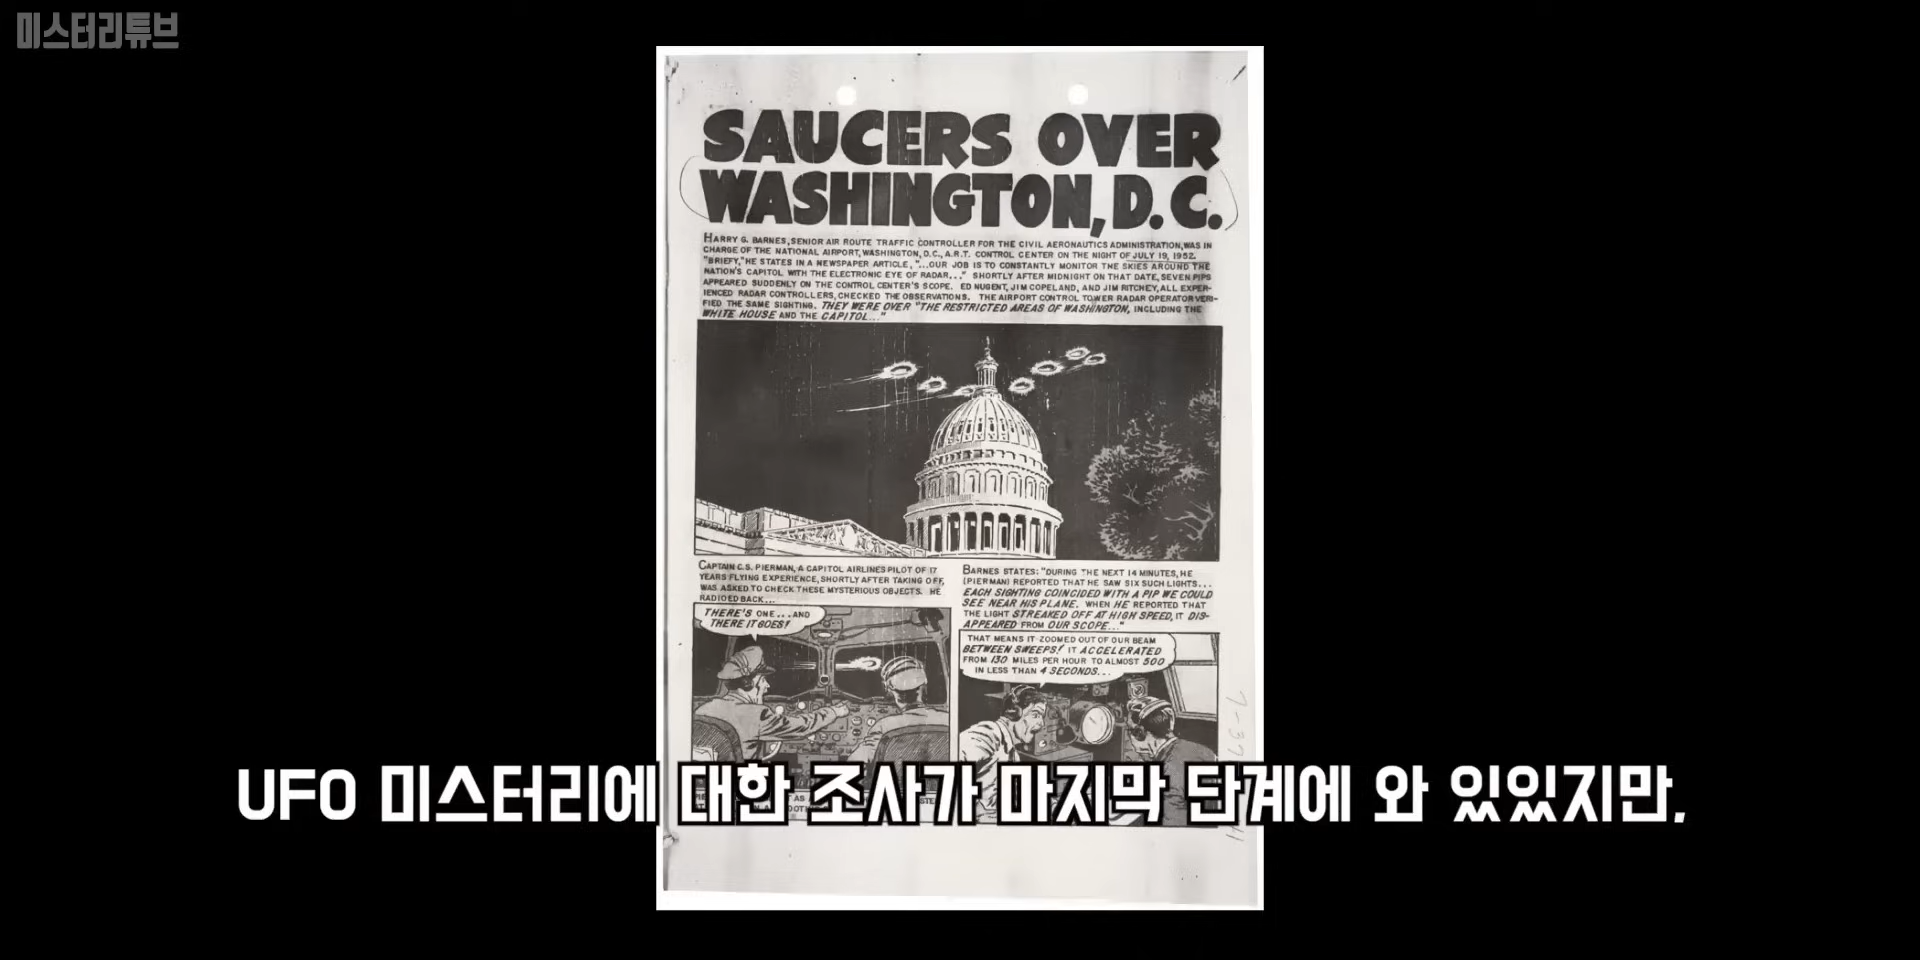 미스터리튜브
SAUCERS OVER
WASHINGTON, D.C.
HARRY G. BARNES, SENIOR AIR ROUTE TRAFFIC CONTROLLER FOR THE CIVIL AERONAUTICS ADMINISTRATION, WAS IN
CHARGE OF THE NATIONAL AIRPORT, WASHINGTON, D.C., A.R.T. CONTROL CENTER ON THE NIGHT OF JULY 19, 1952.
"BRIEFY," HE STATES IN A NEWSPAPER ARTICLE, "...OUR JOB IS TO CONSTANTLY MONITOR THE SKIES AROUND THE
NATION'S CAPITOL WITH THE ELECTRONIC EYE OF RADAR..." SHORTLY AFTER MIDNIGHT ON THAT DATE, SEVEN PIPS
APPEARED SUDDENLY ON THE CONTROL CENTER'S SCOPE. ED NUGENT, JIM COPELAND, AND JIM RITCHEY, ALL EXPER-
IENCED RADAR CONTROLLERS, CHECKED THE OBSERVATIONS. THE AIRPORT CONTROL TOWER RADAR OPERATOR VERI-
FIED THE SAME SIGHTING. THEY WERE OVER "THE RESTRICTED AREAS OF WASHINGTON, INCLUDING THE
WHITE HOUSE AND THE CAPITOL..."
CAPTAIN C.S. PIERMAN, A CAPITOL AIRLINES PILOT OF 17
YEARS FLYING EXPERIENCE, SHORTLY AFTER TAKING OFF,
WAS ASKED TO CHECK THESE MYSTERIOUS OBJECTS. HE
RADIOED BACK...
THERE'S ONE...AND
THERE IT GOES!
BARNES STATES: "DURING THE NEXT 14 MINUTES, HE
(PIERMAN) REPORTED THAT HE SAW SIX SUCH LIGHTS...
EACH SIGHTING COINCIDED WITH A PIP WE COULD
SEE NEAR HIS PLANE. WHEN HE REPORTED THAT
THE LIGHT STREAKED OFF AT HIGH SPEED, IT DIS-
APPEARED FROM OUR SCOPE..."
THAT MEANS IT ZOOMED OUT OF OUR BEAM
BETWEEN SWEEPS! IT ACCELERATED
FROM 130 MILES PER HOUR TO ALMOST 500
IN LESS THAN 4 SECONDS...
UFO 미스터리에 대한 조사가 마지막 단계에 와 있있지만,